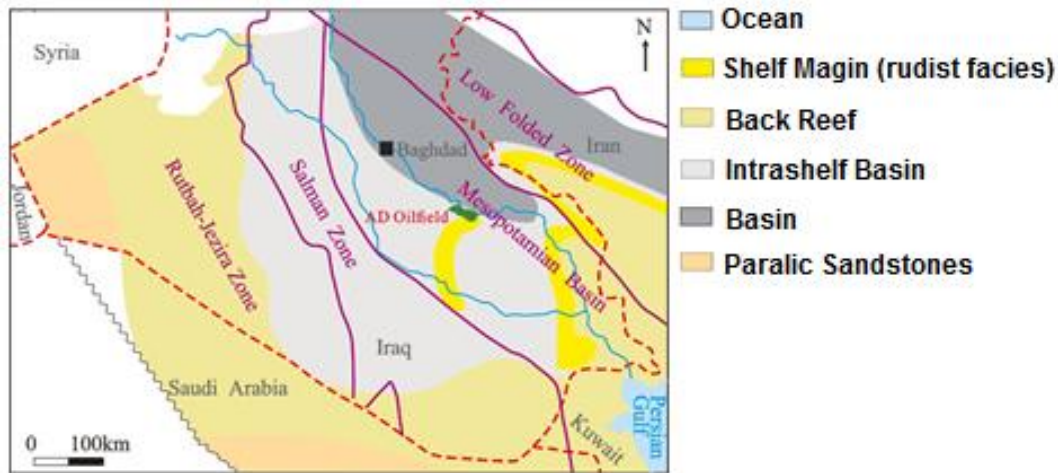 Syria
N
Low Folded Zone
Iran
Baghdad
Jordan
Rutbah-Jezira Zone
Salman Zone
AD Oilfield
Mesopotamian Basin
Iraq
Saudi Arabia
Kuwait
Persian
Gulf
0 100km
Ocean
Shelf Magin (rudist facies)
Back Reef
Intrashelf Basin
Basin
Paralic Sandstones